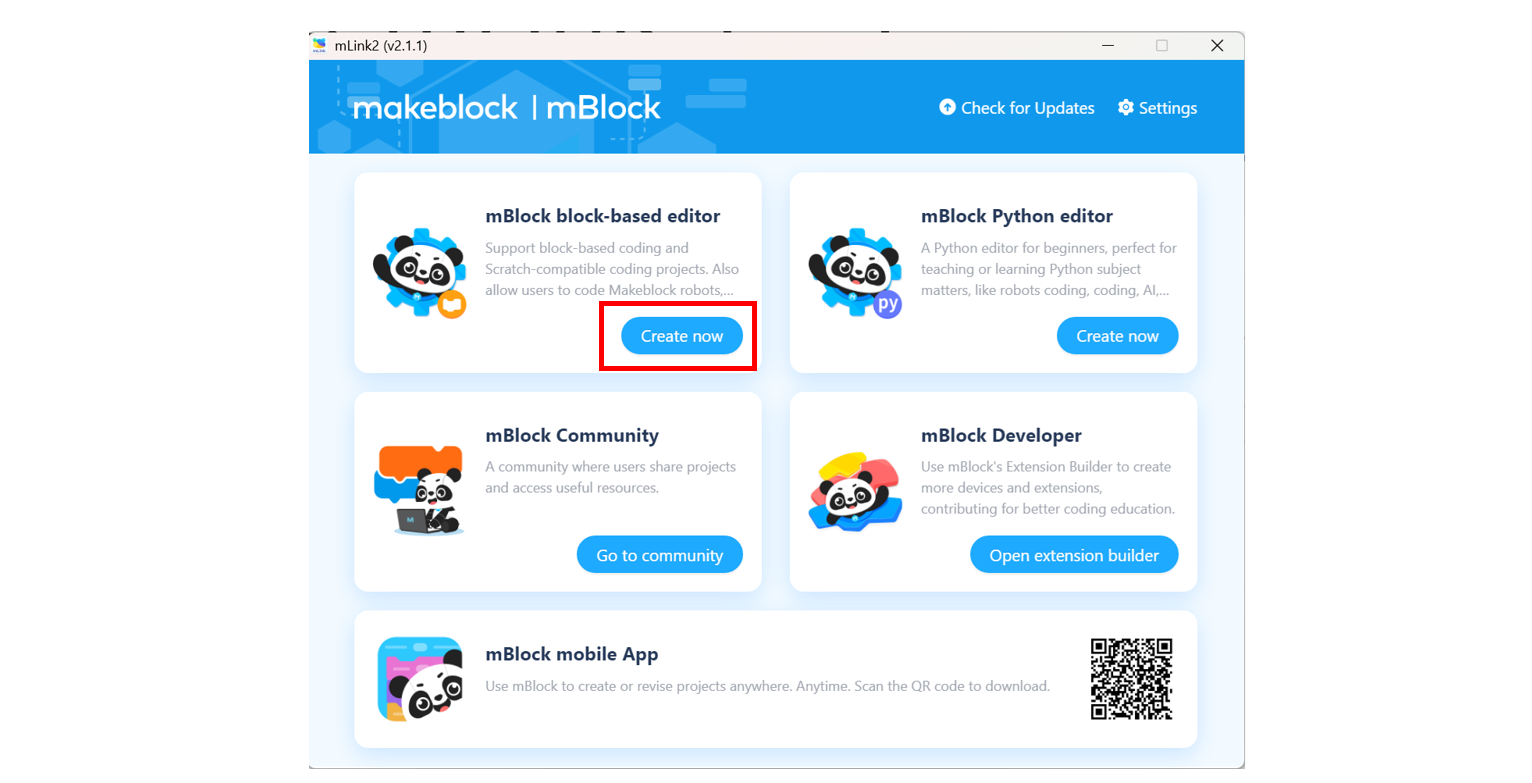 mLink2 (v2.1.1)
makeblock | mBlock
Check for Updates
Settings
mBlock block-based editor
Support block-based coding and
Scratch-compatible coding projects. Also
allow users to code Makeblock robots,...
Create now
mBlock Python editor
A Python editor for beginners, perfect for
teaching or learning Python subject
matters, like robots coding, coding, AI,...
py
Create now
mBlock Community
A community where users share projects
and access useful resources.
M
Go to community
mBlock Developer
Use mBlock's Extension Builder to create
more devices and extensions,
contributing for better coding education.
Open extension builder
mBlock mobile App
Use mBlock to create or revise projects anywhere. Anytime. Scan the QR code to download.